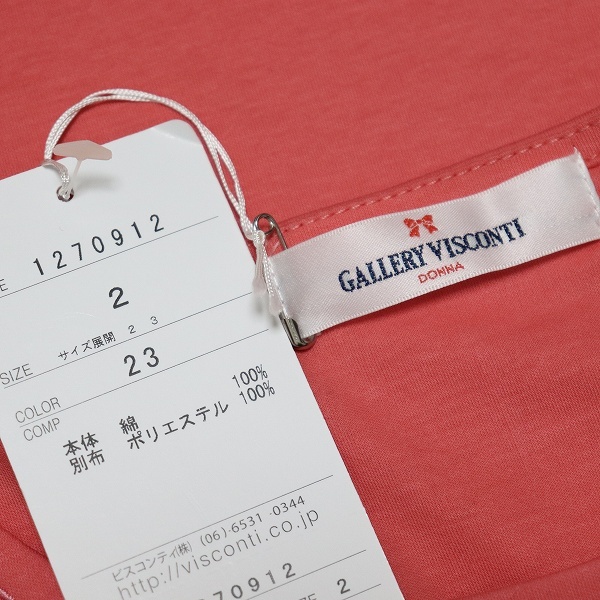 E 1270912
SIZE 2
サイズ展開 2 3
COLOR 23
COMP
本体 綿 100%
別布 ポリエステル 100%
ビスコンティ(株) (06)6531-0344
http://visconti.co.jp
270912
2
GALLERY VISCONTI
DONNA